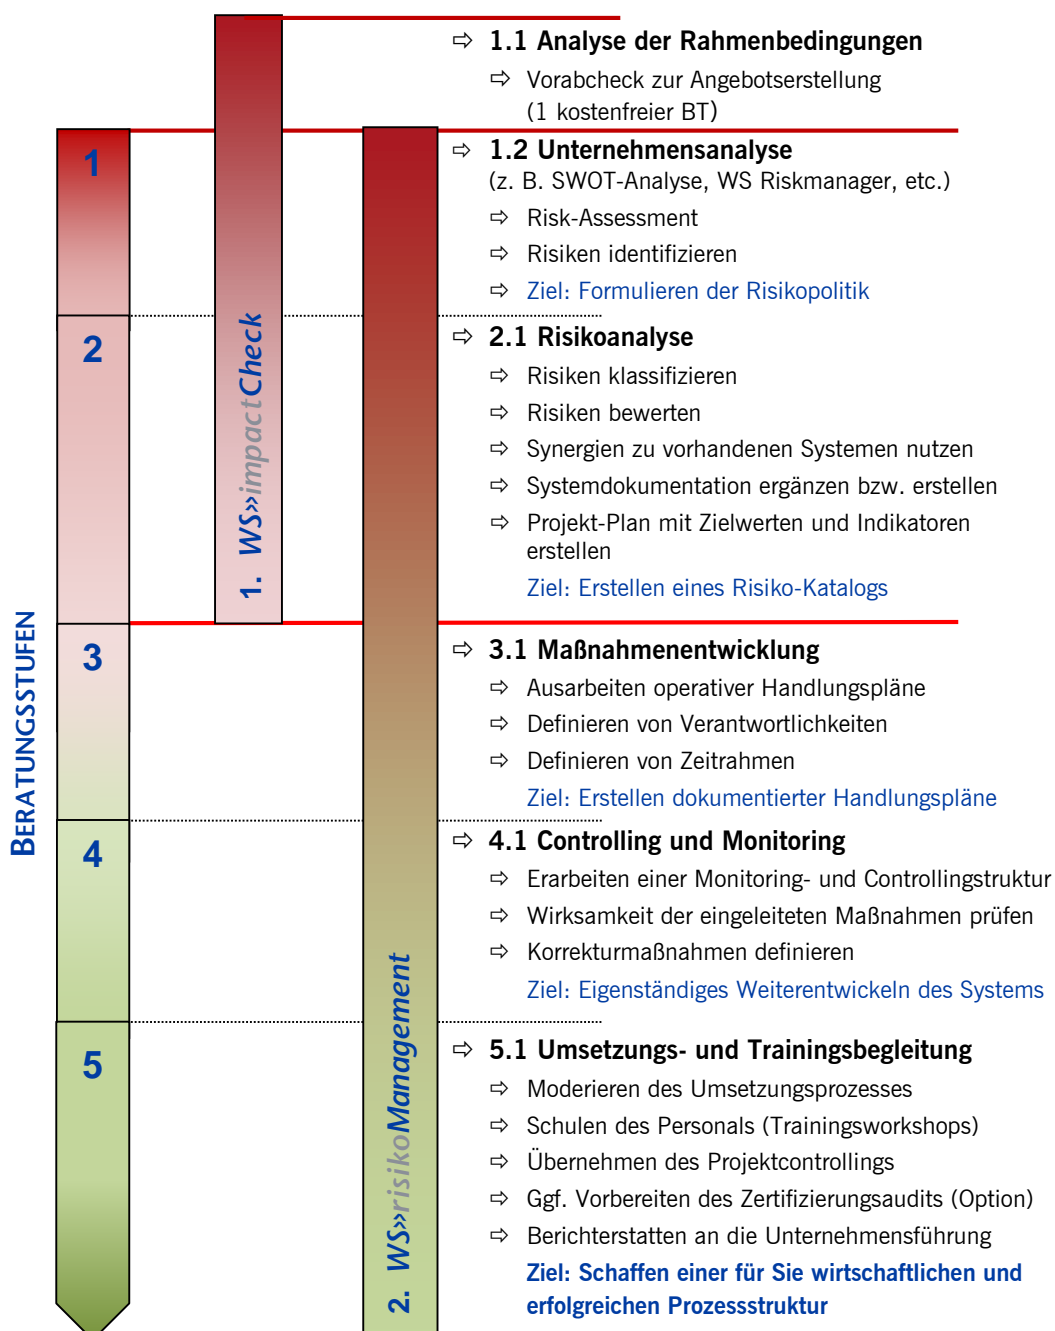 ⇨ 1.1 Analyse der Rahmenbedingungen
⇨ Vorabcheck zur Angebotserstellung
(1 kostenfreier BT)
⇨ 1.2 Unternehmensanalyse
(z. B. SWOT-Analyse, WS Riskmanager, etc.)
⇨ Risk-Assessment
⇨ Risiken identifizieren
⇨ Ziel: Formulieren der Risikopolitik
⇨ 2.1 Risikoanalyse
⇨ Risiken klassifizieren
⇨ Risiken bewerten
⇨ Synergien zu vorhandenen Systemen nutzen
⇨ Systemdokumentation ergänzen bzw. erstellen
⇨ Projekt-Plan mit Zielwerten und Indikatoren
erstellen
Ziel: Erstellen eines Risiko-Katalogs
⇨ 3.1 Maßnahmenentwicklung
⇨ Ausarbeiten operativer Handlungspläne
⇨ Definieren von Verantwortlichkeiten
⇨ Definieren von Zeitrahmen
Ziel: Erstellen dokumentierter Handlungspläne
⇨ 4.1 Controlling und Monitoring
⇨ Erarbeiten einer Monitoring- und Controllingstruktur
⇨ Wirksamkeit der eingeleiteten Maßnahmen prüfen
⇨ Korrekturmaßnahmen definieren
Ziel: Eigenständiges Weiterentwickeln des Systems
⇨ 5.1 Umsetzungs- und Trainingsbegleitung
⇨ Moderieren des Umsetzungsprozesses
⇨ Schulen des Personals (Trainingsworkshops)
⇨ Übernehmen des Projektcontrollings
⇨ Ggf. Vorbereiten des Zertifizierungsaudits (Option)
⇨ Berichterstatten an die Unternehmensführung
Ziel: Schaffen einer für Sie wirtschaftlichen und
erfolgreichen Prozessstruktur
BERATUNGSSTUFEN
1
2
3
4
5
1. WS»impactCheck
2. WS»risikoManagement